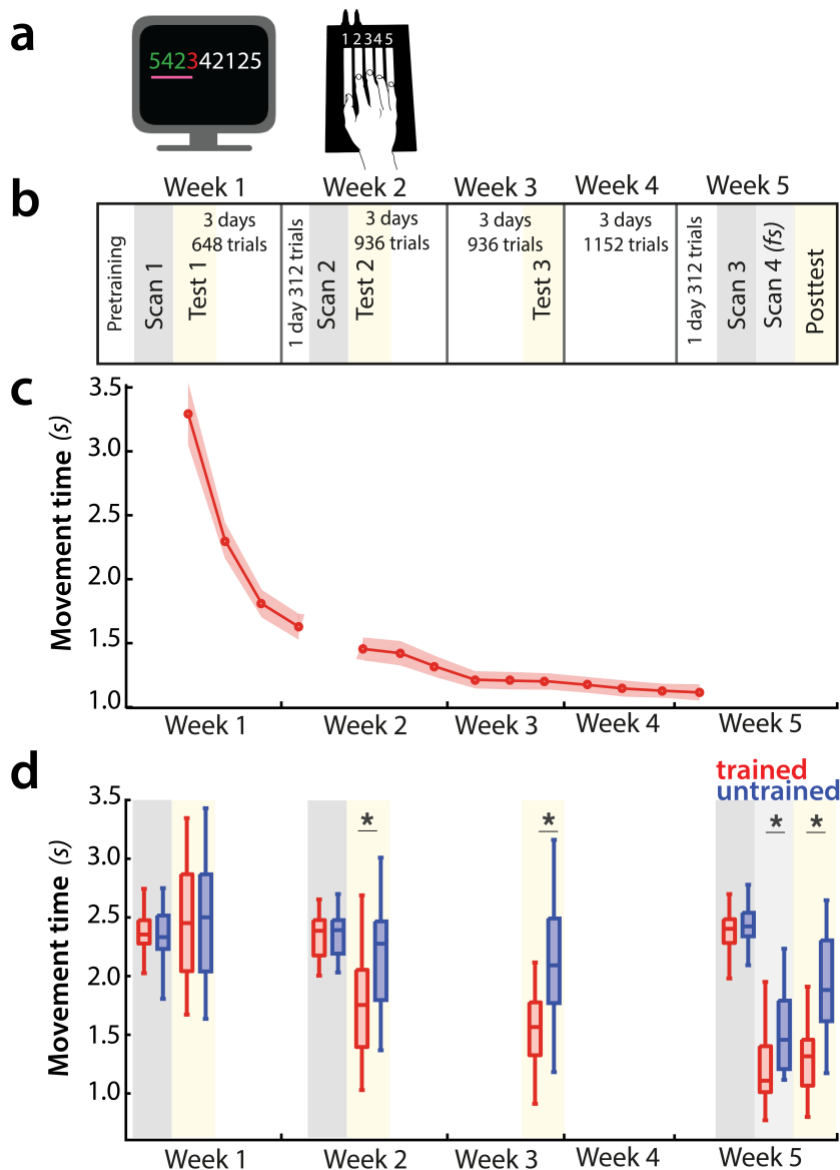 a
542342125
12345
Week 1 Week 2 Week 3 Week 4 Week 5
b
Pretraining
Scan 1
Test 1
3 days
648 trials
1 day 312 trials
Scan 2
Test 2
3 days
936 trials
3 days
936 trials
Test 3
3 days
1152 trials
1 day 312 trials
Scan 3
Scan 4 (fs)
Posttest
c
Movement time (s)
3.5
3.0
2.5
2.0
1.5
1.0
Week 1 Week 2 Week 3 Week 4 Week 5
d
trained
untrained
Movement time (s)
3.5
3.0
2.5
2.0
1.5
1.0
* * * *
Week 1 Week 2 Week 3 Week 4 Week 5